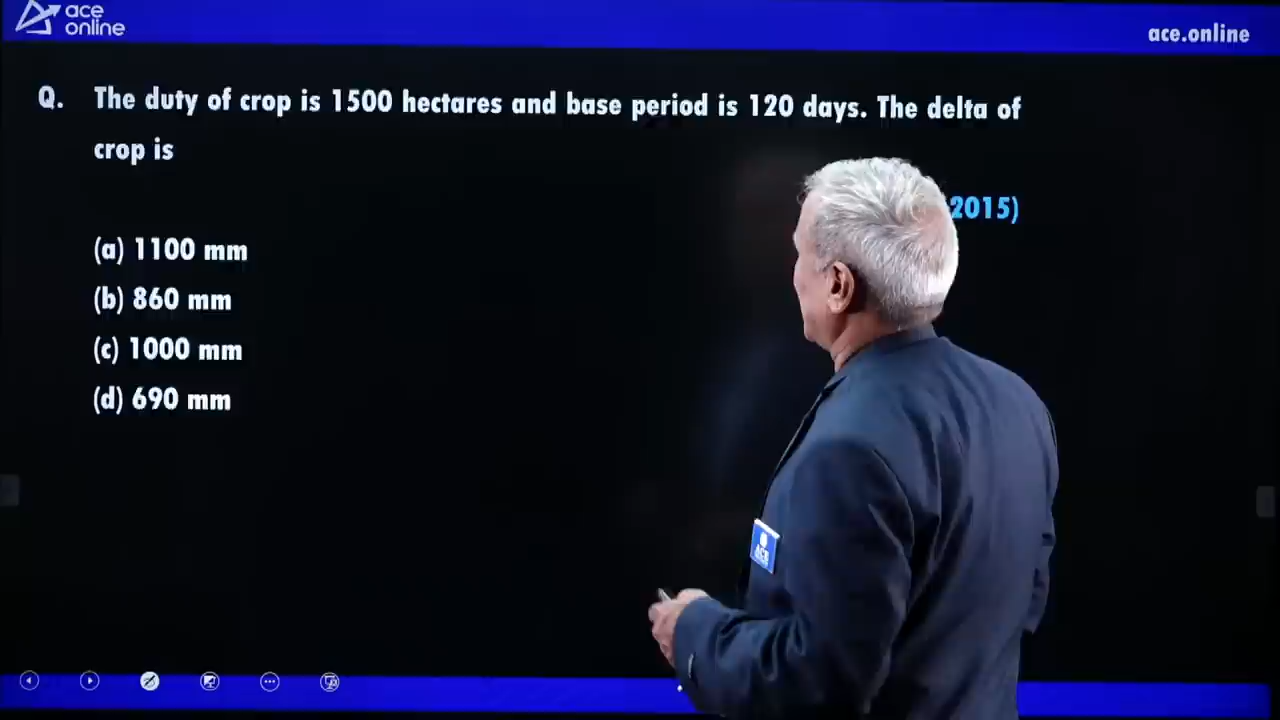 ace
online
ace.online
Q. The duty of crop is 1500 hectares and base period is 120 days. The delta of
crop is
2015)
(a) 1100 mm
(b) 860 mm
(c) 1000 mm
(d) 690 mm
ACE